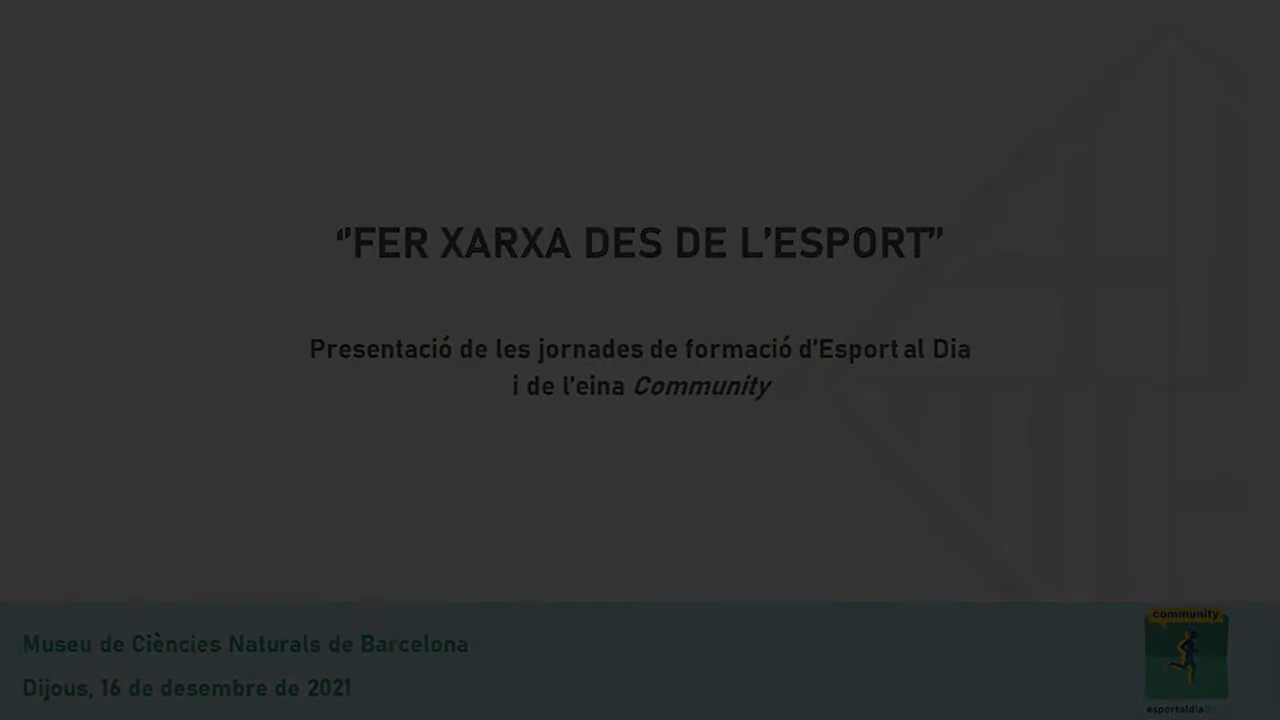 “FER XARXA DES DE L'ESPORT”
Presentació de les jornades de formació d'Esport al Dia
i de l'eina Community
Museu de Ciències Naturals de Barcelona
Dijous, 16 de desembre de 2021
community
esportaldia